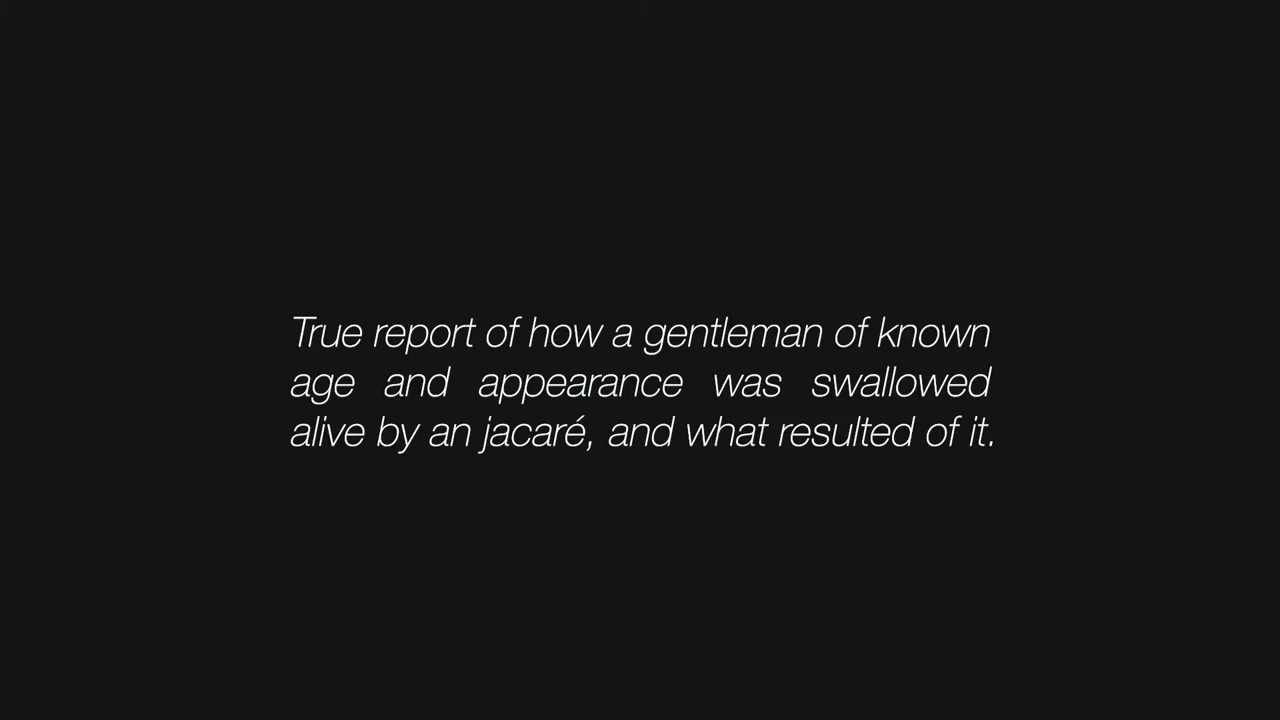 True report of how a gentleman of known
age and appearance was swallowed
alive by an jacaré, and what resulted of it.